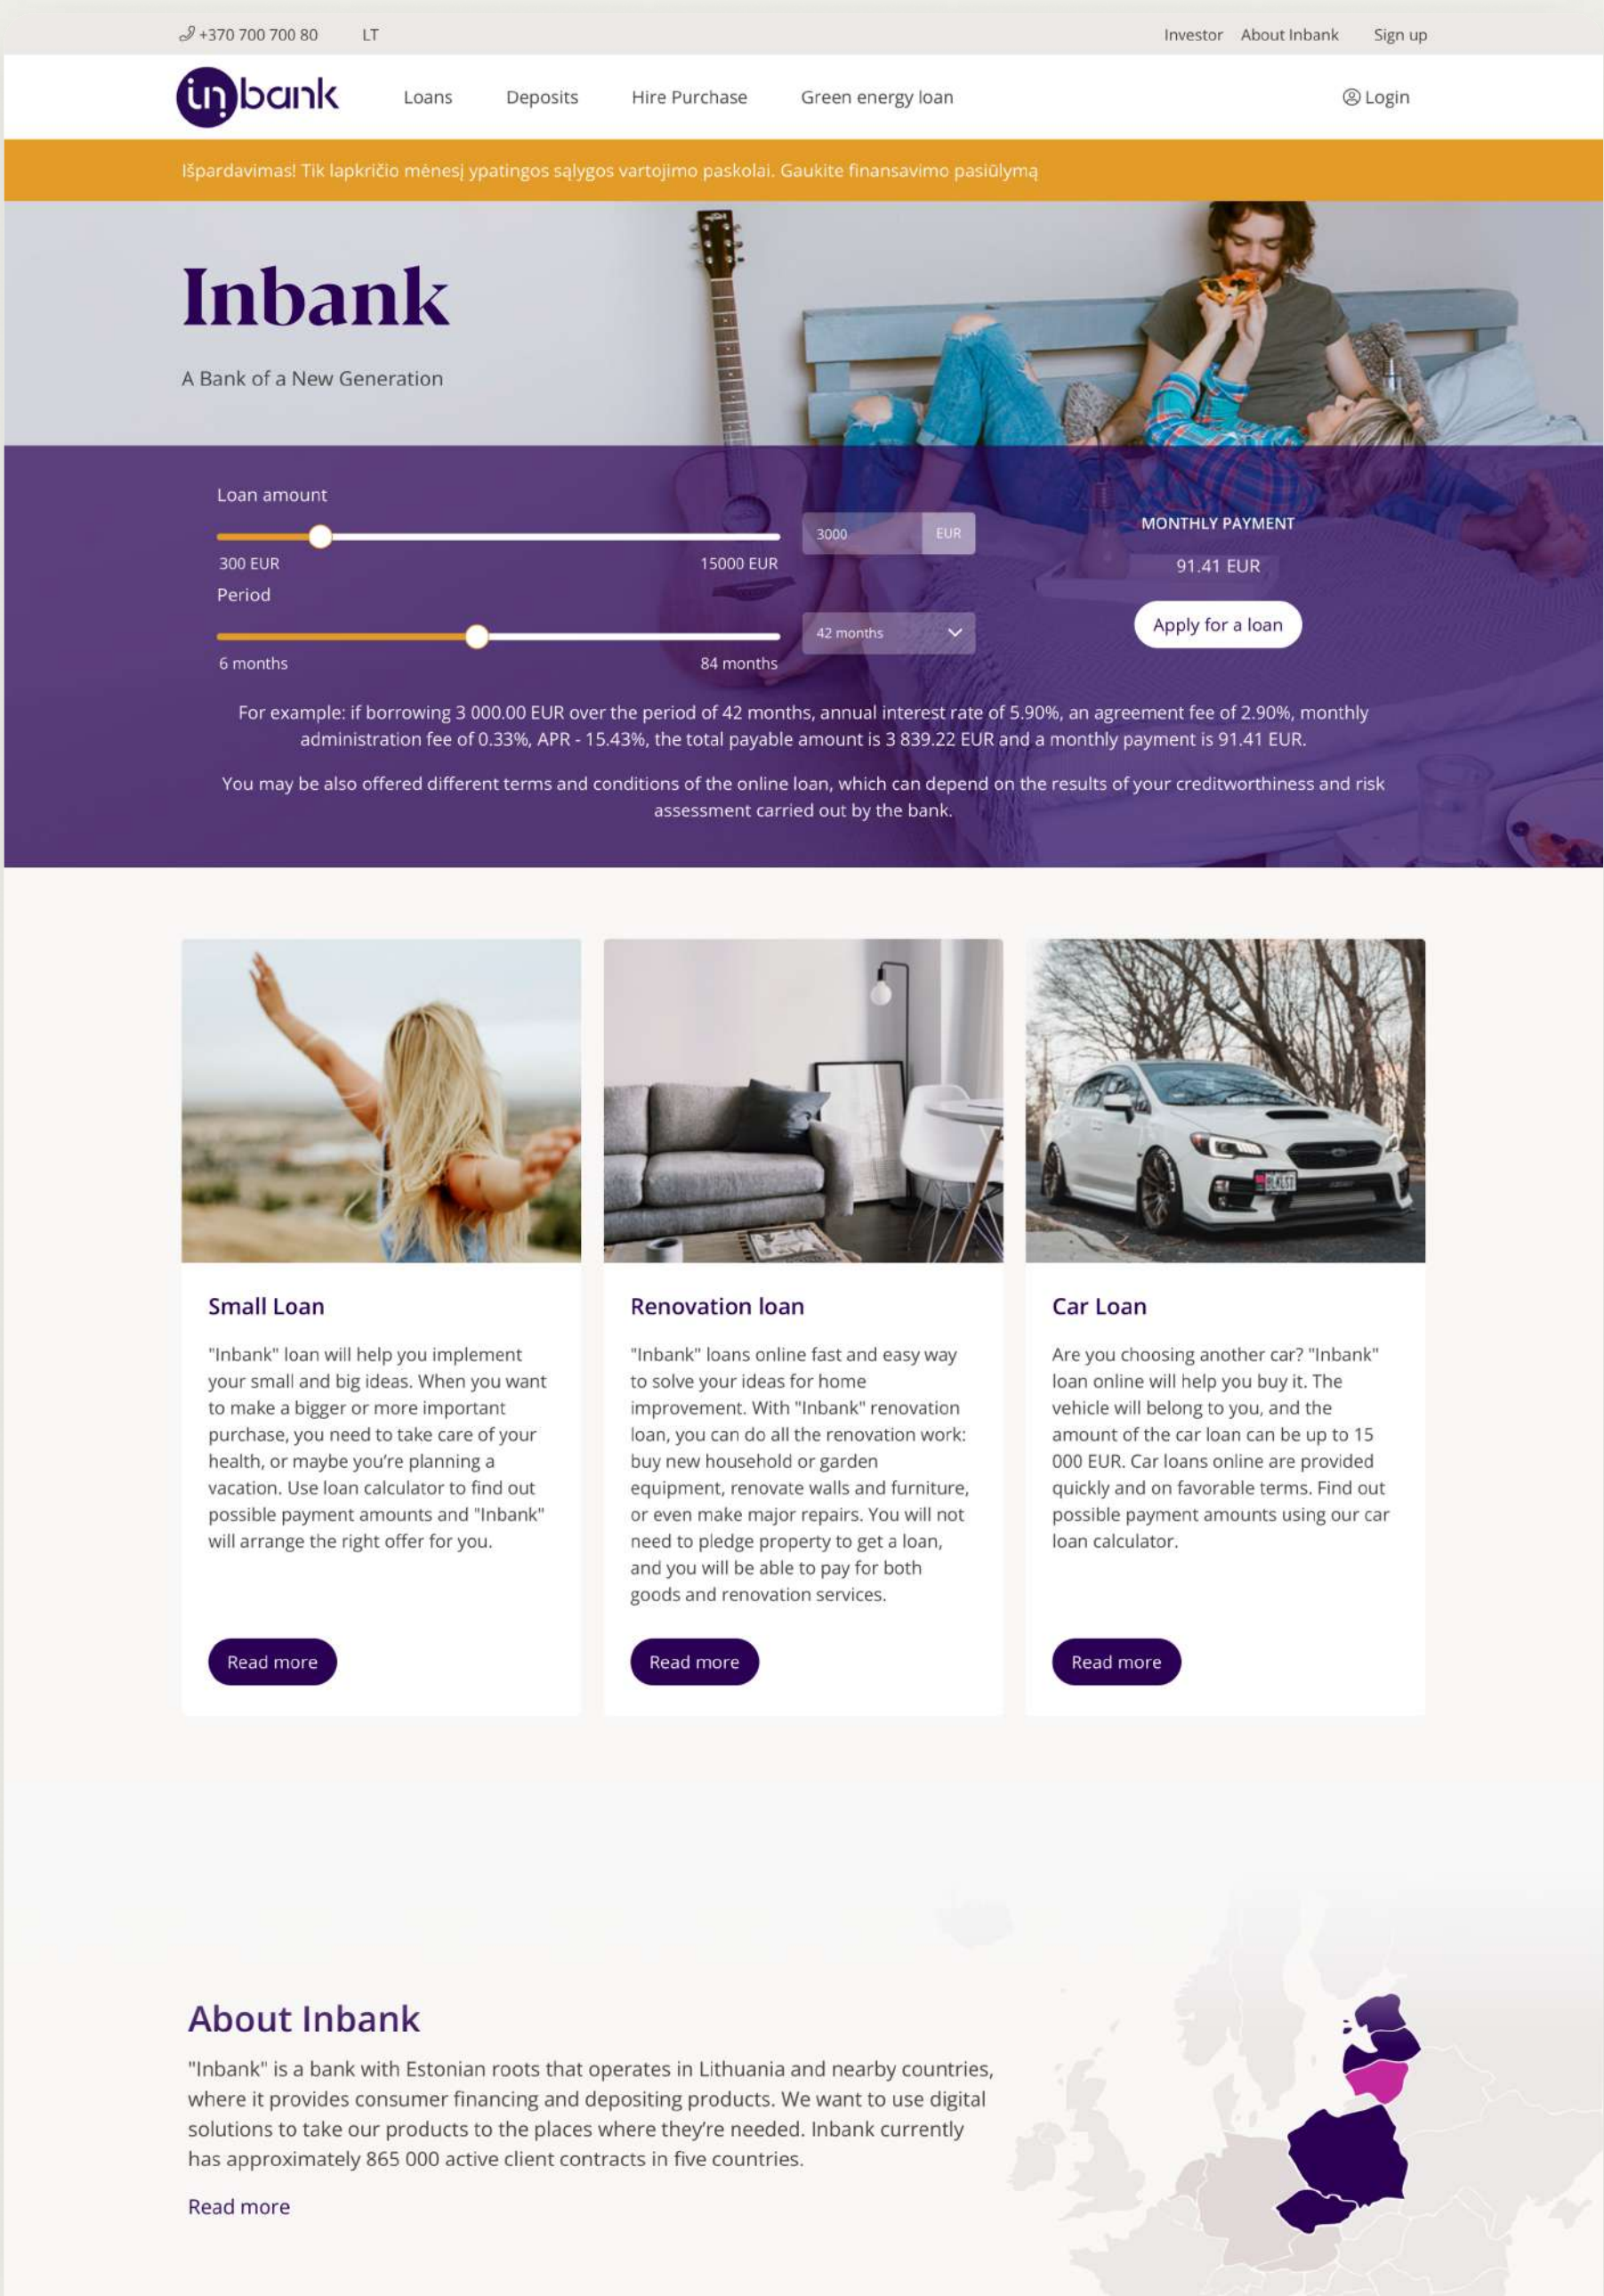 +370 700 700 80 LT Investor About Inbank Sign up
inbank Loans Deposits Hire Purchase Green energy loan Login
Išpardavimas! Tik lapkričio mėnesį ypatingos sąlygos vartojimo paskolai. Gaukite finansavimo pasiūlymą
Inbank
A Bank of a New Generation
Loan amount
3000 EUR
300 EUR 15000 EUR
Period
42 months
6 months 84 months
MONTHLY PAYMENT
91.41 EUR
Apply for a loan
For example: if borrowing 3 000.00 EUR over the period of 42 months, annual interest rate of 5.90%, an agreement fee of 2.90%, monthly
administration fee of 0.33%, APR - 15.43%, the total payable amount is 3 839.22 EUR and a monthly payment is 91.41 EUR.
You may be also offered different terms and conditions of the online loan, which can depend on the results of your creditworthiness and risk
assessment carried out by the bank.
Small Loan
"Inbank" loan will help you implement
your small and big ideas. When you want
to make a bigger or more important
purchase, you need to take care of your
health, or maybe you're planning a
vacation. Use loan calculator to find out
possible payment amounts and "Inbank"
will arrange the right offer for you.
Read more
Renovation loan
"Inbank" loans online fast and easy way
to solve your ideas for home
improvement. With "Inbank" renovation
loan, you can do all the renovation work:
buy new household or garden
equipment, renovate walls and furniture,
or even make major repairs. You will not
need to pledge property to get a loan,
and you will be able to pay for both
goods and renovation services.
Read more
Car Loan
Are you choosing another car? "Inbank"
loan online will help you buy it. The
vehicle will belong to you, and the
amount of the car loan can be up to 15
000 EUR. Car loans online are provided
quickly and on favorable terms. Find out
possible payment amounts using our car
loan calculator.
Read more
About Inbank
"Inbank" is a bank with Estonian roots that operates in Lithuania and nearby countries,
where it provides consumer financing and depositing products. We want to use digital
solutions to take our products to the places where they're needed. Inbank currently
has approximately 865 000 active client contracts in five countries.
Read more